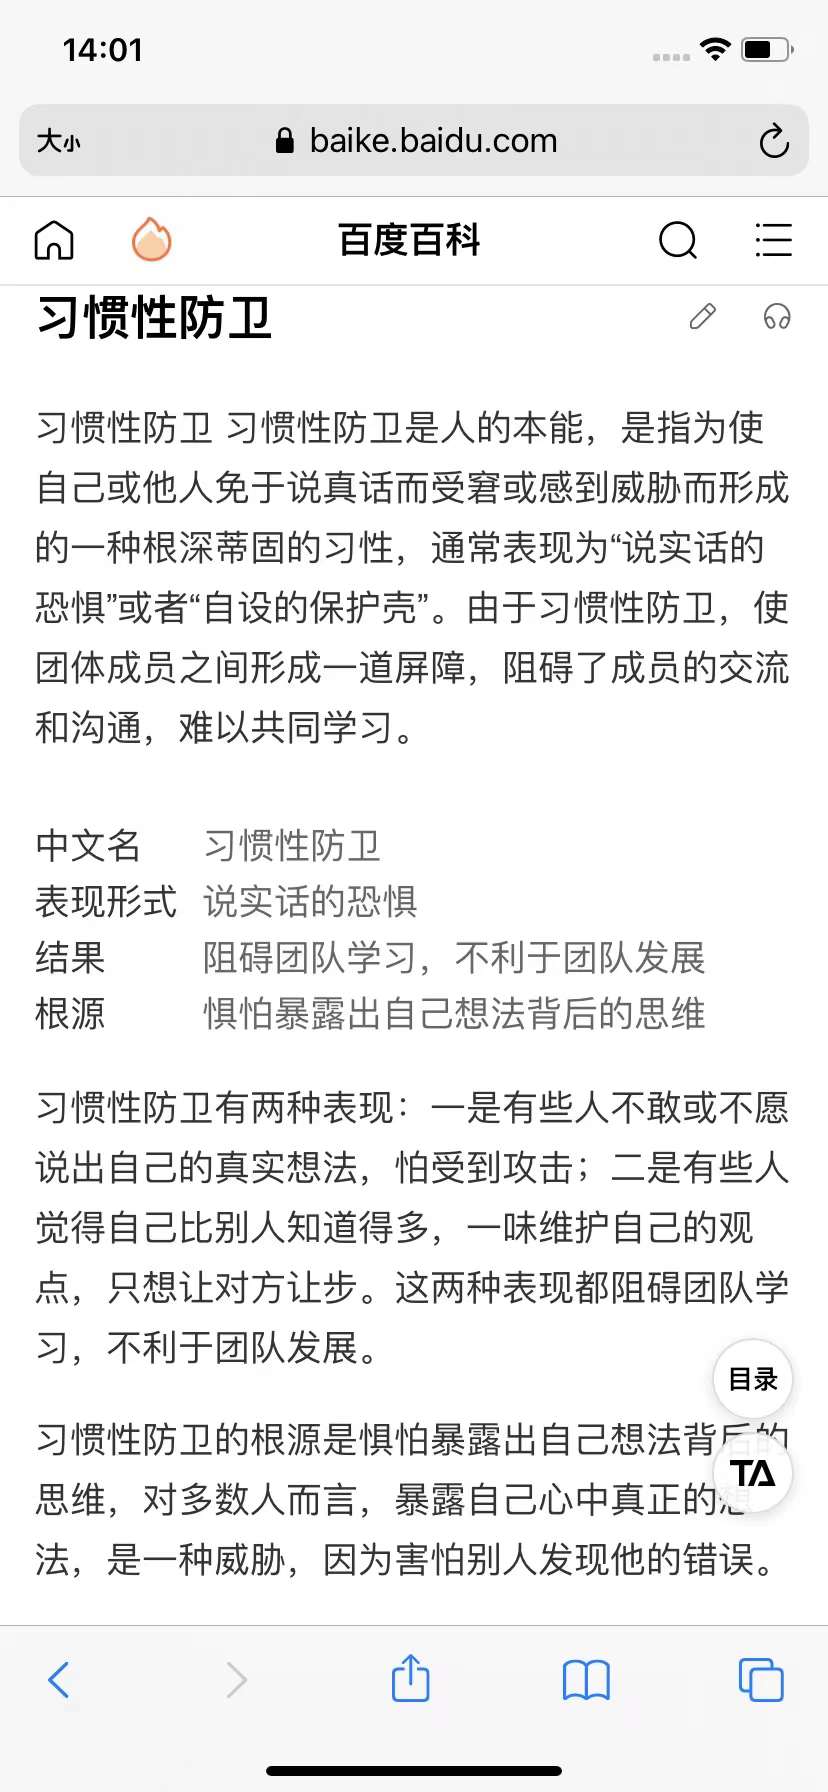 14:01
大小 baike.baidu.com
百度百科
习惯性防卫
习惯性防卫 习惯性防卫是人的本能，是指为使
自己或他人免于说真话而受窘或感到威胁而形成
的一种根深蒂固的习性，通常表现为“说实话的
恐惧”或者“自设的保护壳”。由于习惯性防卫，使
团体成员之间形成一道屏障，阻碍了成员的交流
和沟通，难以共同学习。
中文名 习惯性防卫
表现形式 说实话的恐惧
结果 阻碍团队学习，不利于团队发展
根源 惧怕暴露出自己想法背后的思维
习惯性防卫有两种表现：一是有些人不敢或不愿
说出自己的真实想法，怕受到攻击；二是有些人
觉得自己比别人知道得多，一味维护自己的观
点，只想让对方让步。这两种表现都阻碍团队学
习，不利于团队发展。
目录
习惯性防卫的根源是惧怕暴露出自己想法背后的
思维，对多数人而言，暴露自己心中真正的想
TA
法，是一种威胁，因为害怕别人发现他的错误。